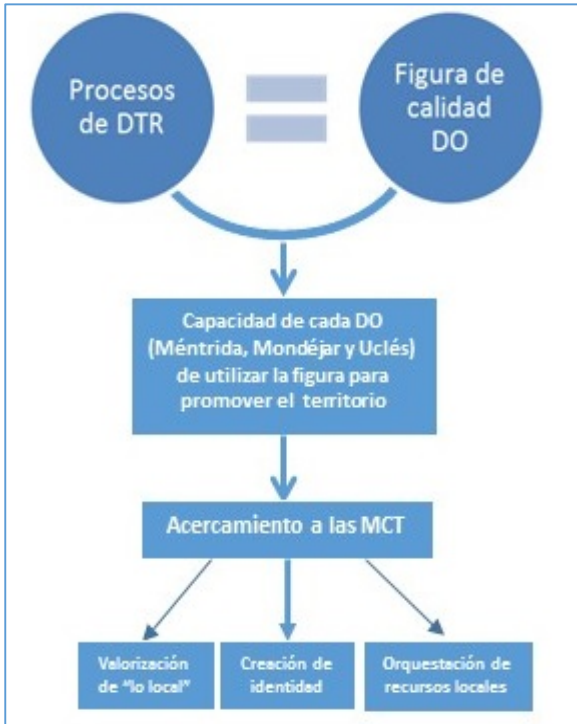 Procesos
de DTR
Figura de
calidad
DO
Capacidad de cada DO
(Méntrida, Mondéjar y Uclés)
de utilizar la figura para
promover el territorio
Acercamiento a las MCT
Valorización
de "lo local"
Creación de
identidad
Orquestación de
recursos locales